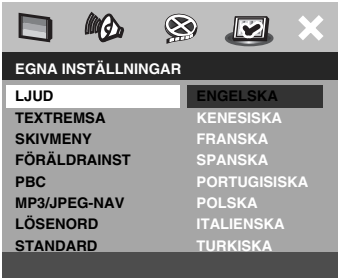 EGNA INSTÄLLNINGAR
LJUD ENGELSKA
TEXTREMSA KENESISKA
SKIVMENY FRANSKA
FÖRÄLDRAINST SPANSKA
PBC PORTUGISISKA
MP3/JPEG-NAV POLSKA
LÖSENORD ITALIENSKA
STANDARD TURKISKA